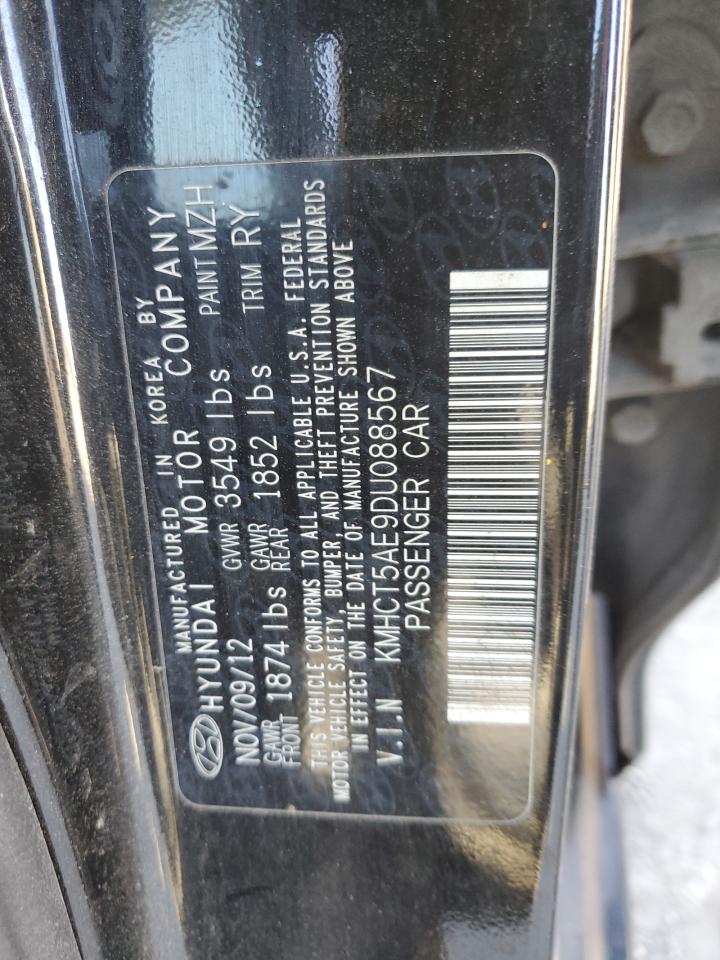 MANUFACTURED IN KOREA BY
HYUNDAI MOTOR COMPANY
NOV/09/12 GVWR 3549 lbs PAINT MZH
GAWR FRONT 1874 lbs GAWR REAR 1852 lbs TRIM RY
THIS VEHICLE CONFORMS TO ALL APPLICABLE U.S.A. FEDERAL
MOTOR VEHICLE SAFETY, BUMPER, AND THEFT PREVENTION STANDARDS
IN EFFECT ON THE DATE OF MANUFACTURE SHOWN ABOVE
V.I.N KMHCT5AE9DU088567
PASSENGER CAR